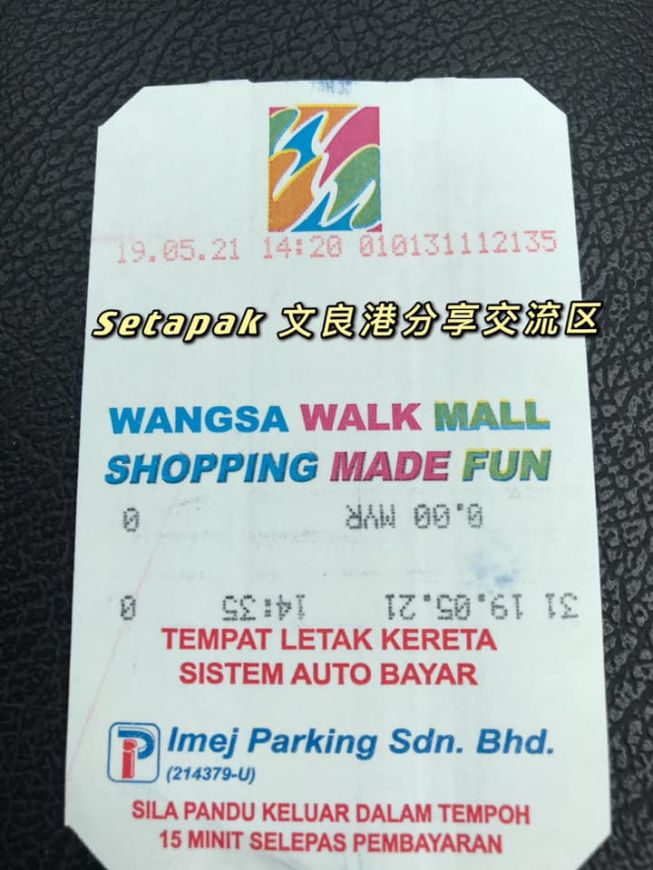 19.05.21 14:20 010131112135
Setapak 文良港分享交流区
WANGSA WALK MALL
SHOPPING MADE FUN
0.00 MYR 0
31 19.05.21 14:35 0
TEMPAT LETAK KERETA
SISTEM AUTO BAYAR
Imej Parking Sdn. Bhd.
(214379-U)
SILA PANDU KELUAR DALAM TEMPOH
15 MINIT SELEPAS PEMBAYARAN